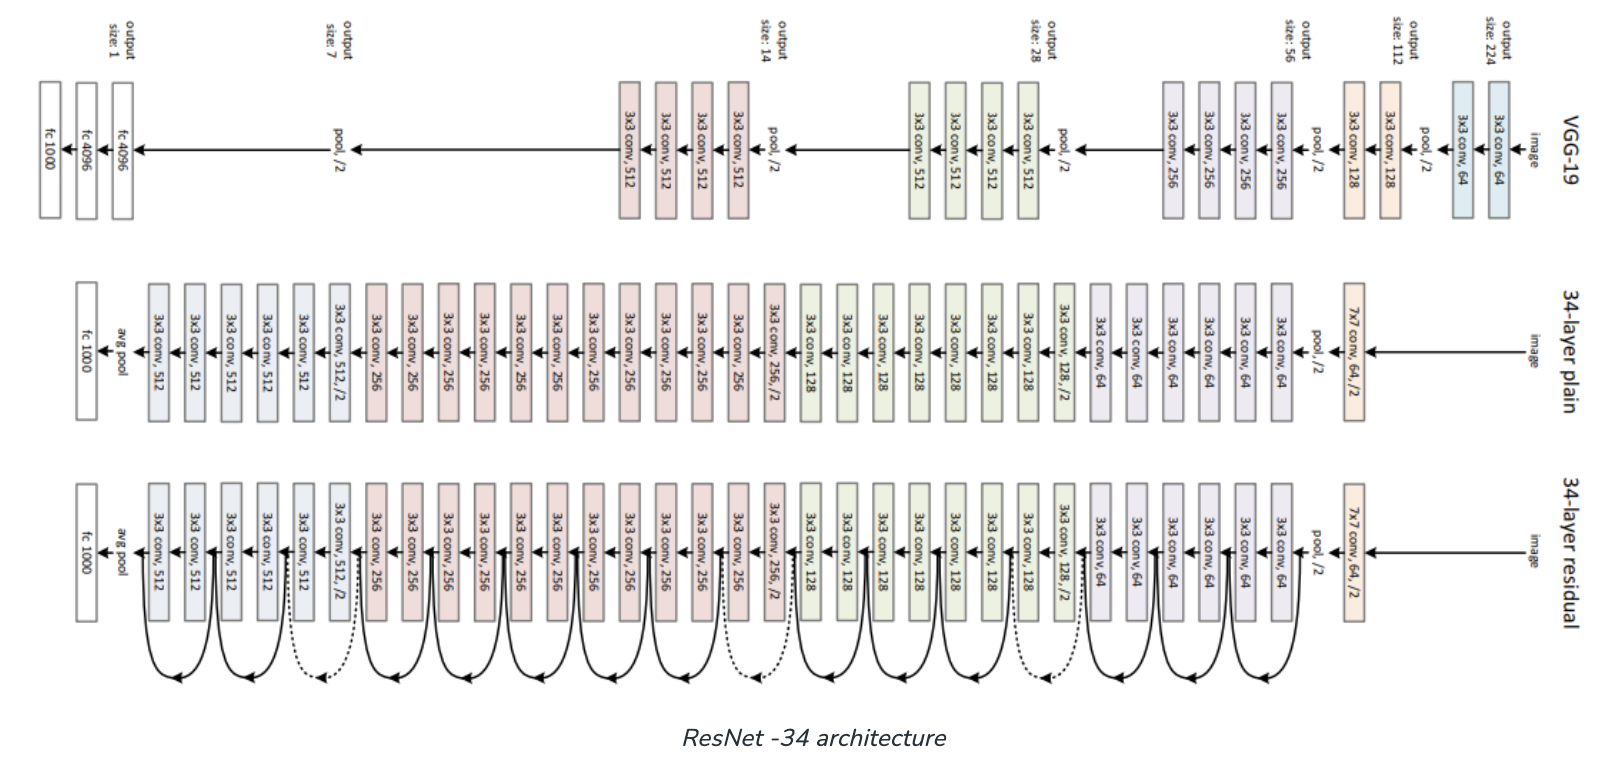 VGG-19
image
output
size: 224
3x3 conv, 64
3x3 conv, 64
pool, /2
output
size: 112
3x3 conv, 128
3x3 conv, 128
pool, /2
output
size: 56
3x3 conv, 256
3x3 conv, 256
3x3 conv, 256
3x3 conv, 256
pool, /2
output
size: 28
3x3 conv, 512
3x3 conv, 512
3x3 conv, 512
3x3 conv, 512
pool, /2
output
size: 14
3x3 conv, 512
3x3 conv, 512
3x3 conv, 512
3x3 conv, 512
pool, /2
output
size: 7
output
size: 1
fc 4096
fc 4096
fc 1000
34-layer plain
image
7x7 conv, 64, /2
pool, /2
3x3 conv, 64
3x3 conv, 64
3x3 conv, 64
3x3 conv, 64
3x3 conv, 64
3x3 conv, 64
3x3 conv, 128, /2
3x3 conv, 128
3x3 conv, 128
3x3 conv, 128
3x3 conv, 128
3x3 conv, 128
3x3 conv, 128
3x3 conv, 128
3x3 conv, 256, /2
3x3 conv, 256
3x3 conv, 256
3x3 conv, 256
3x3 conv, 256
3x3 conv, 256
3x3 conv, 256
3x3 conv, 256
3x3 conv, 256
3x3 conv, 256
3x3 conv, 256
3x3 conv, 256
3x3 conv, 512, /2
3x3 conv, 512
3x3 conv, 512
3x3 conv, 512
3x3 conv, 512
3x3 conv, 512
avg pool
fc 1000
34-layer residual
image
7x7 conv, 64, /2
pool, /2
3x3 conv, 64
3x3 conv, 64
3x3 conv, 64
3x3 conv, 64
3x3 conv, 64
3x3 conv, 64
3x3 conv, 128, /2
3x3 conv, 128
3x3 conv, 128
3x3 conv, 128
3x3 conv, 128
3x3 conv, 128
3x3 conv, 128
3x3 conv, 128
3x3 conv, 256, /2
3x3 conv, 256
3x3 conv, 256
3x3 conv, 256
3x3 conv, 256
3x3 conv, 256
3x3 conv, 256
3x3 conv, 256
3x3 conv, 256
3x3 conv, 256
3x3 conv, 256
3x3 conv, 256
3x3 conv, 512, /2
3x3 conv, 512
3x3 conv, 512
3x3 conv, 512
3x3 conv, 512
3x3 conv, 512
avg pool
fc 1000
ResNet -34 architecture